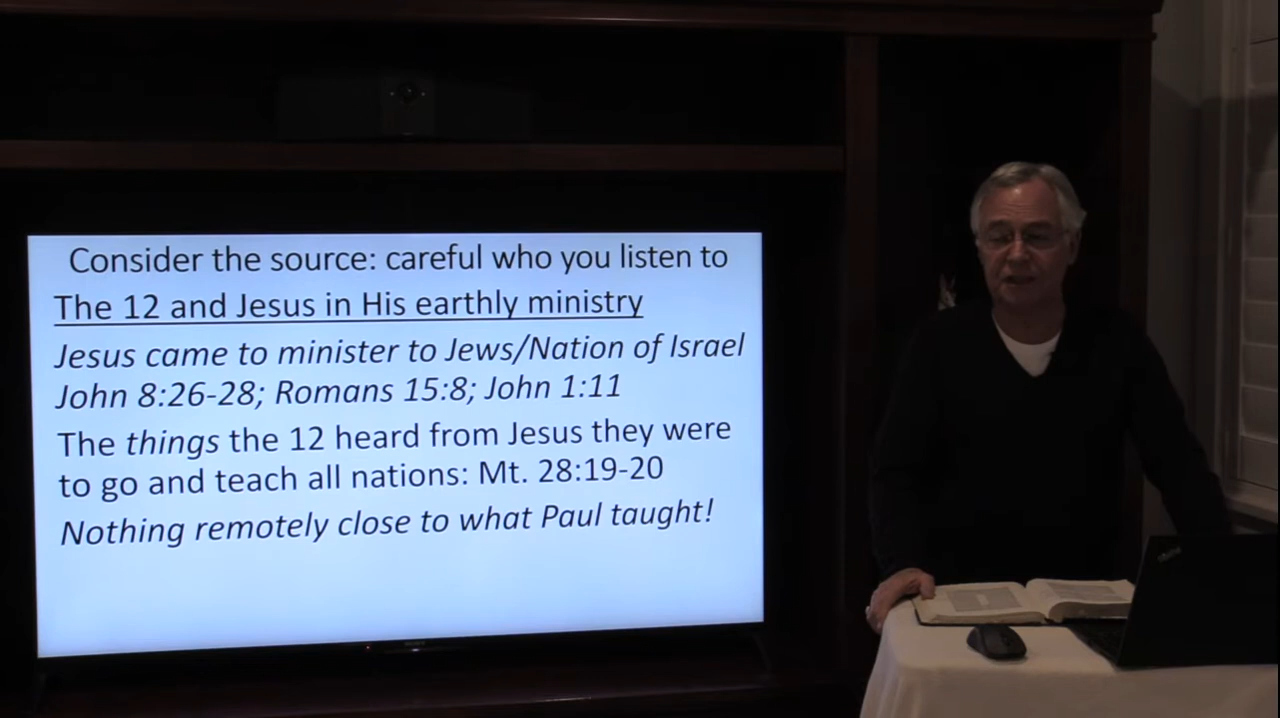 Consider the source: careful who you listen to
The 12 and Jesus in His earthly ministry
Jesus came to minister to Jews/Nation of Israel
John 8:26-28; Romans 15:8; John 1:11
The things the 12 heard from Jesus they were
to go and teach all nations: Mt. 28:19-20
Nothing remotely close to what Paul taught!